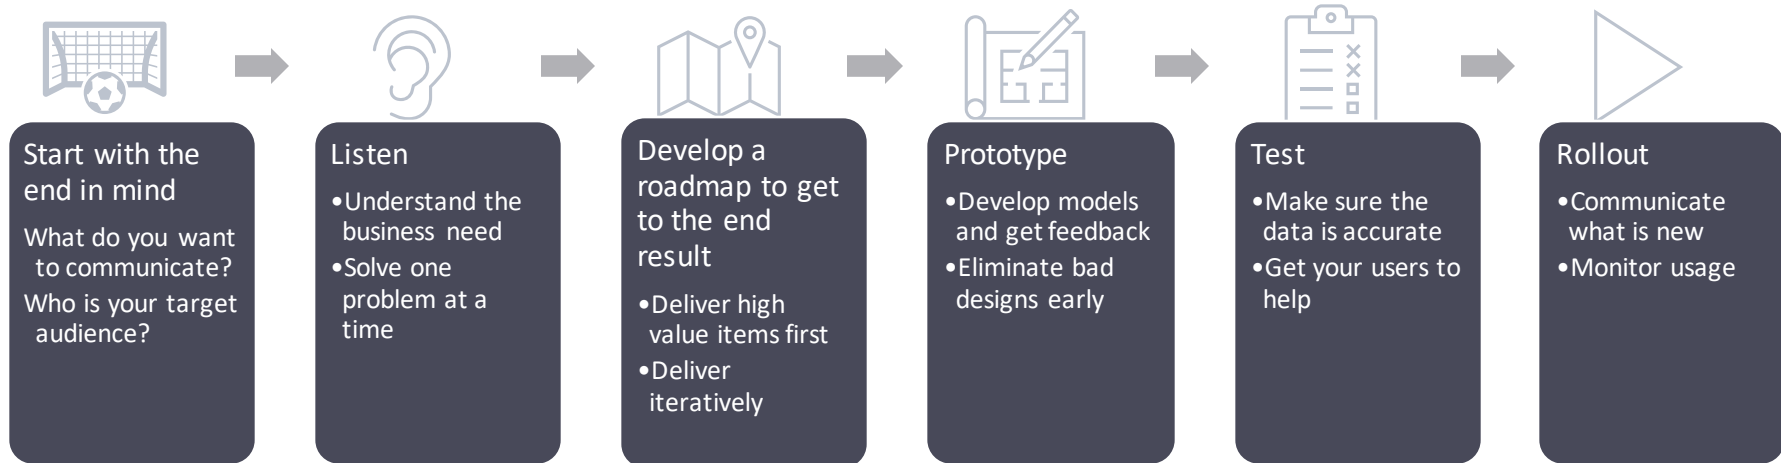 Start with the
end in mind
What do you want
to communicate?
Who is your target
audience?
Listen
•Understand the
business need
•Solve one
problem at a
time
Develop a
roadmap to get
to the end
result
•Deliver high
value items first
•Deliver
iteratively
Prototype
•Develop models
and get feedback
•Eliminate bad
designs early
Test
•Make sure the
data is accurate
•Get your users to
help
Rollout
•Communicate
what is new
•Monitor usage